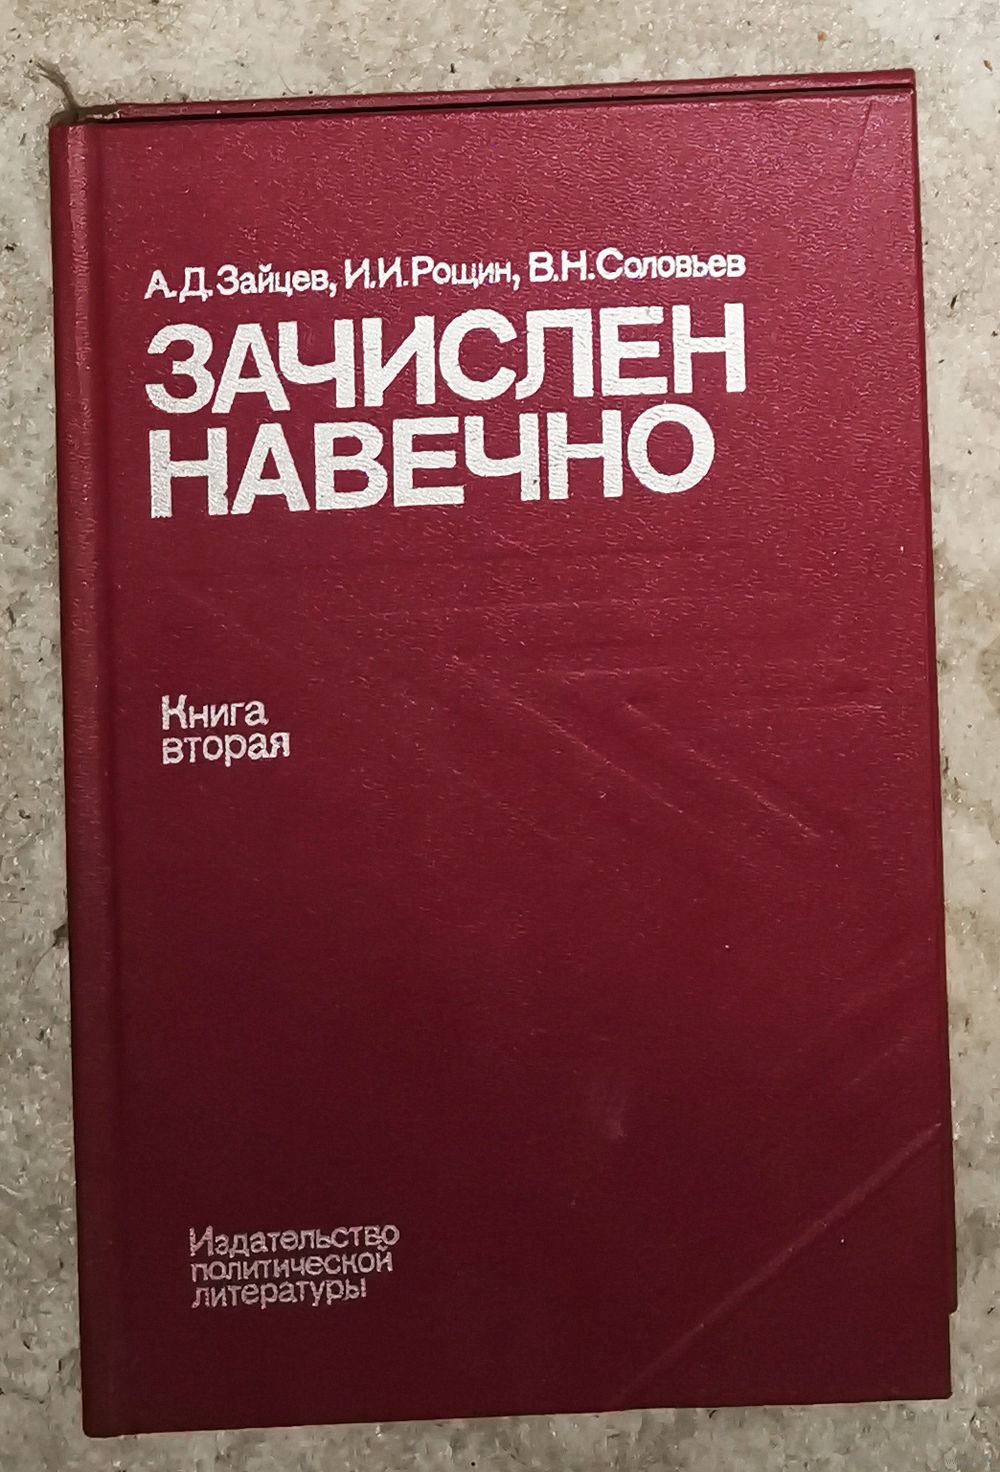 А.Д.Зайцев, И.И.Рощин, В.Н.Соловьев
ЗАЧИСЛЕН
НАВЕЧНО
Книга
вторая
Издательство
политической
литературы